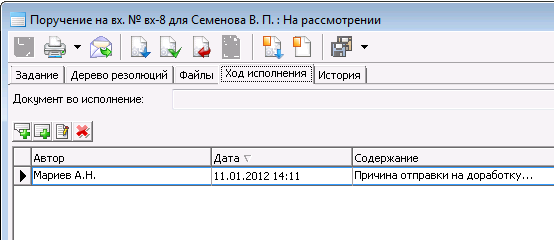 Поручение на вх. № вх-8 для Семенова В. П. : На рассмотрении
Задание Дерево резолюций Файлы Ход исполнения История
Документ во исполнение:
Автор Дата Содержание
Мариев А.Н. 11.01.2012 14:11 Причина отправки на доработку...